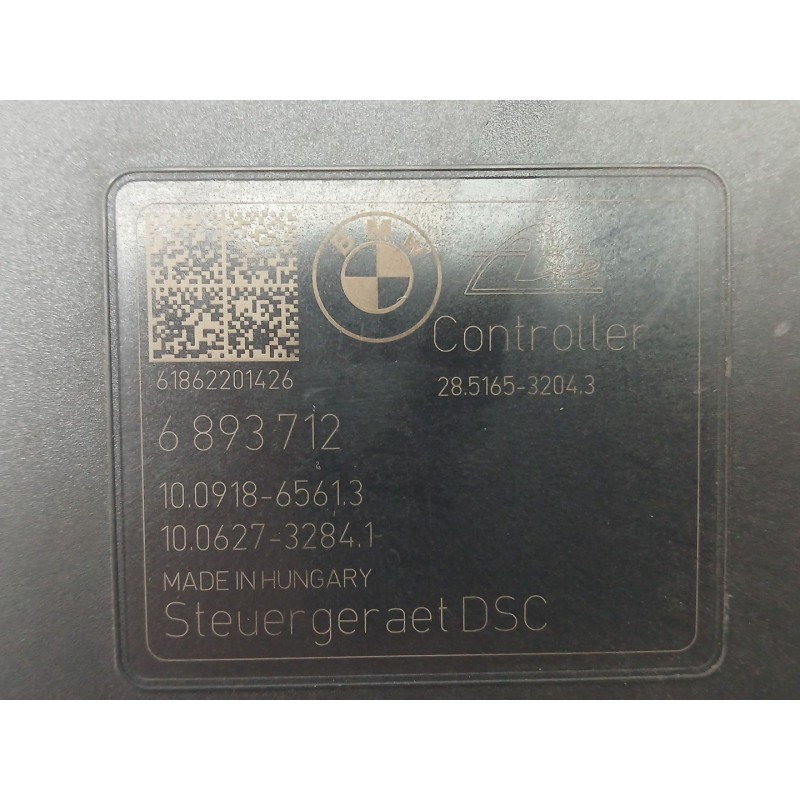 BMW
Ate
Controller
61862201426
28.5165-3204.3
6 893 712
10.0918-6561.3
10.0627-3284.1
MADE IN HUNGARY
Steuergeraet DSC